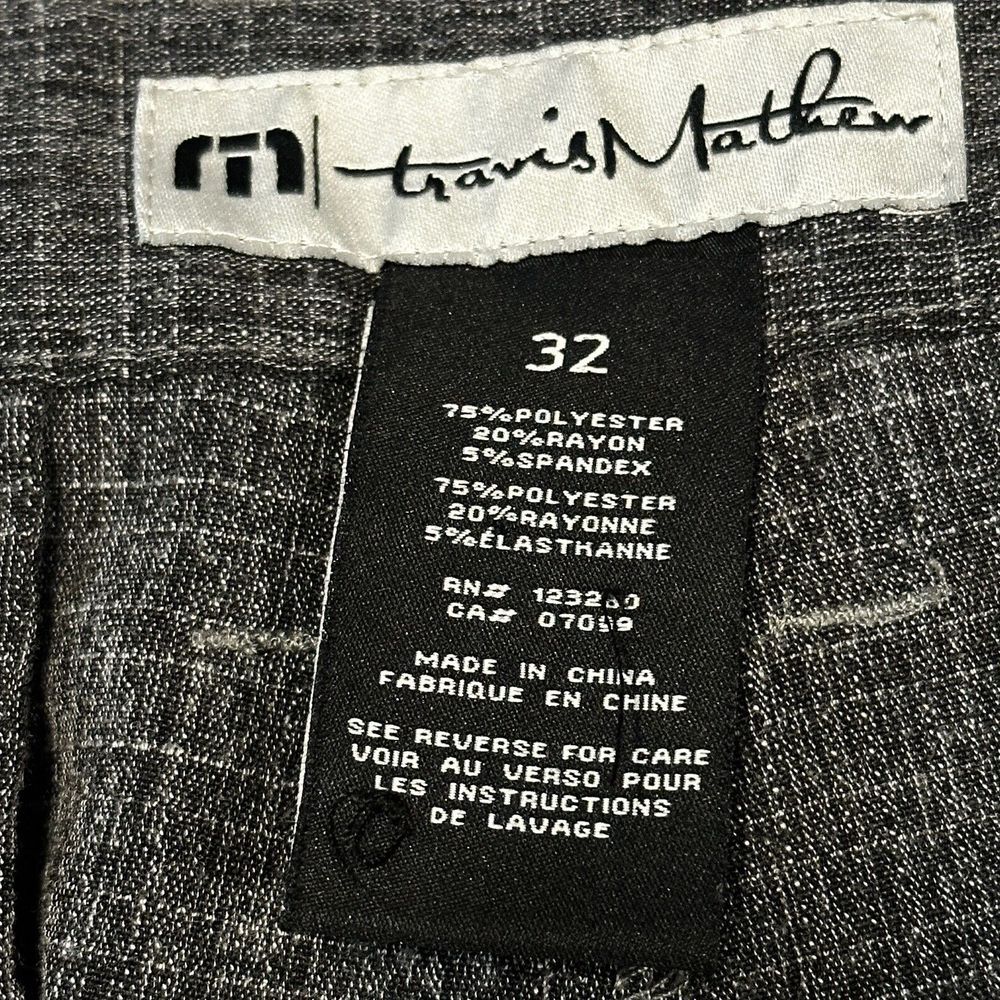 travisMathew
32
75%POLYESTER
20%RAYON
5%SPANDEX
75%POLYESTER
20%RAYONNE
5%ÉLASTHANNE
RN#
CA#
MADE IN CHINA
FABRIQUE EN CHINE
SEE REVERSE FOR CARE
VOIR AU VERSO POUR
LES INSTRUCTIONS
DE LAVAGE